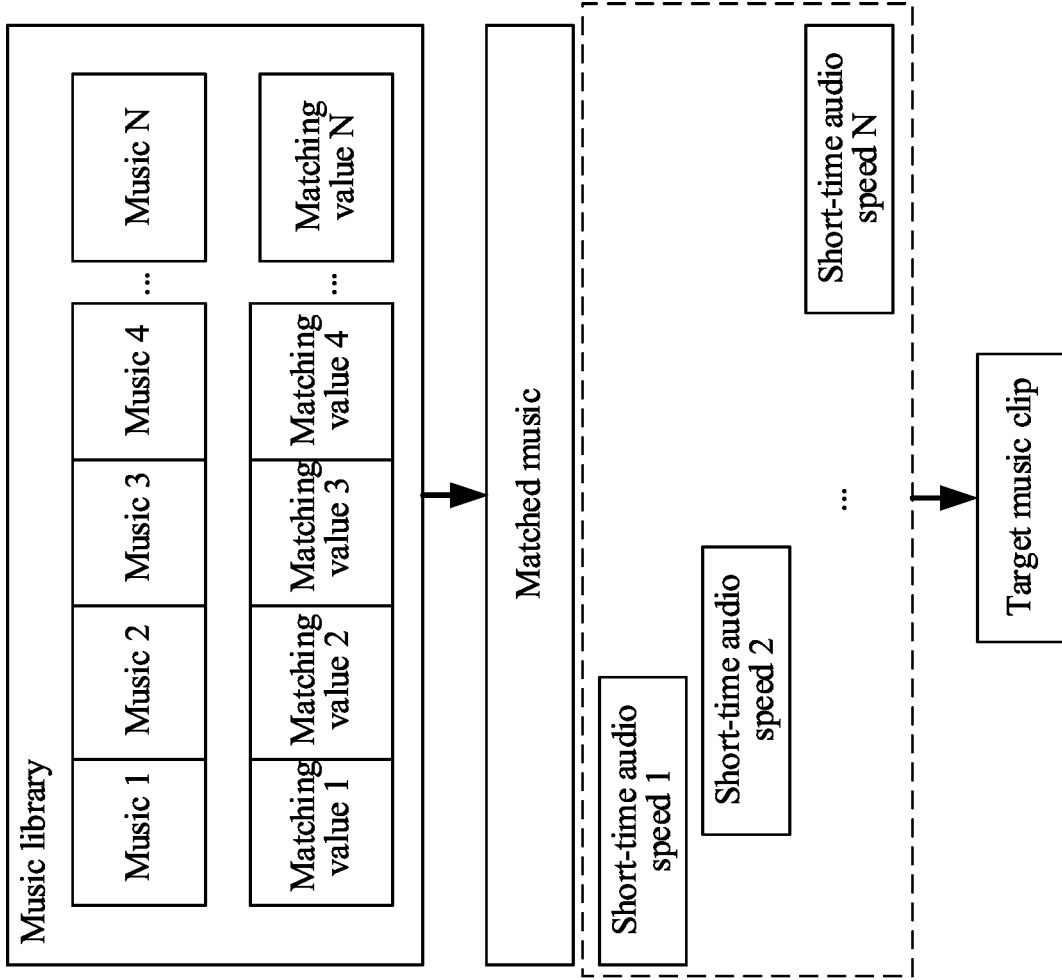 Music library
Music 1
Music 2
Music 3
Music 4
...
Music N
Matching
value 1
Matching
value 2
Matching
value 3
Matching
value 4
...
Matching
value N
Matched music
Short-time audio
speed 1
Short-time audio
speed 2
...
Short-time audio
speed N
Target music clip